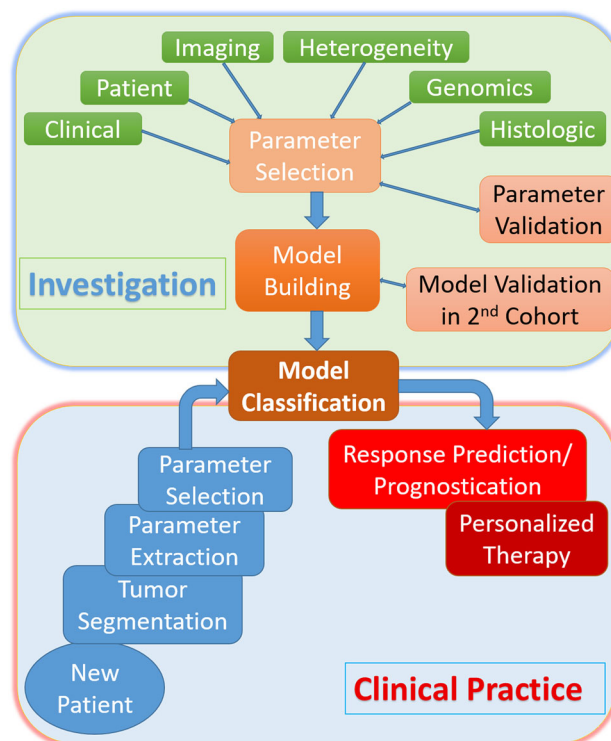 Imaging
Heterogeneity
Patient
Genomics
Clinical
Histologic
Parameter
Selection
Parameter
Validation
Investigation
Model
Building
Model Validation
in 2nd Cohort
Model
Classification
Parameter
Selection
Parameter
Extraction
Tumor
Segmentation
New
Patient
Response Prediction/
Prognostication
Personalized
Therapy
Clinical Practice